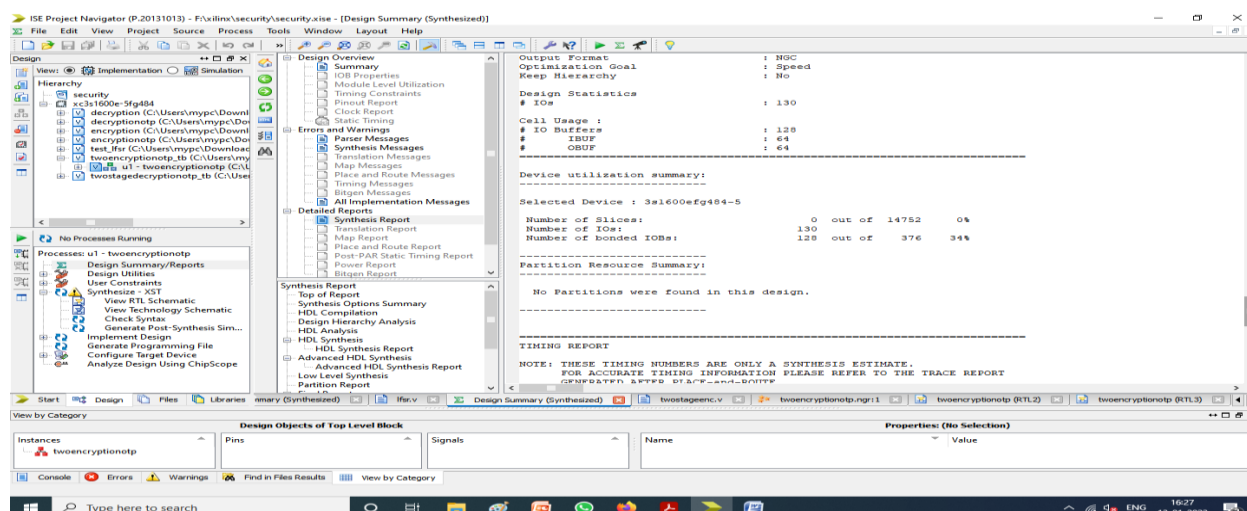 ISE Project Navigator (P.20131013) - F:\xilinx\security\security.xise - [Design Summary (Synthesized)]
File Edit View Project Source Process Tools Window Layout Help
Design
View: Implementation Simulation
Hierarchy
security
xc3s1600e-5fg484
decryption (C:\Users\mypc\Downl
decryptionotp (C:\Users\mypc\Do
encryption (C:\Users\mypc\Downl
encryptionotp (C:\Users\mypc\Do
test_lfsr (C:\Users\mypc\Downloac
twoencryptionotp_tb (C:\Users\my
u1 - twoencryptionotp (C:\L
twostagedecryptionotp_tb (C:\User
No Processes Running
Processes: u1 - twoencryptionotp
Design Summary/Reports
Design Utilities
User Constraints
Synthesize - XST
View RTL Schematic
View Technology Schematic
Check Syntax
Generate Post-Synthesis Sim...
Implement Design
Generate Programming File
Configure Target Device
Analyze Design Using ChipScope
Design Overview
Summary
IOB Properties
Module Level Utilization
Timing Constraints
Pinout Report
Clock Report
Static Timing
Errors and Warnings
Parser Messages
Synthesis Messages
Translation Messages
Map Messages
Place and Route Messages
Timing Messages
Bitgen Messages
All Implementation Messages
Detailed Reports
Synthesis Report
Translation Report
Map Report
Place and Route Report
Post-PAR Static Timing Report
Power Report
Bitgen Report
Synthesis Report
Top of Report
Synthesis Options Summary
HDL Compilation
Design Hierarchy Analysis
HDL Analysis
HDL Synthesis
HDL Synthesis Report
Advanced HDL Synthesis
Advanced HDL Synthesis Report
Low Level Synthesis
Partition Report
Output Format : NGC
Optimization Goal : Speed
Keep Hierarchy : No
Design Statistics
# IOs : 130
Cell Usage :
# IO Buffers : 128
# IBUF : 64
# OBUF : 64
Device utilization summary:
Selected Device : 3s1600efg484-5
Number of Slices: 0 out of 14752 0%
Number of IOs: 130
Number of bonded IOBs: 128 out of 376 34%
Partition Resource Summary:
No Partitions were found in this design.
TIMING REPORT
NOTE: THESE TIMING NUMBERS ARE ONLY A SYNTHESIS ESTIMATE.
FOR ACCURATE TIMING INFORMATION PLEASE REFER TO THE TRACE REPORT
GENERATED AFTER PLACE-and-ROUTE
Start Design Files Libraries nmary (Synthesized) lfsr.v Design Summary (Synthesized) twostageenc.v twoencryptionotp.ngr:1 twoencryptionotp (RTL2) twoencryptionotp (RTL3)
View by Category
Design Objects of Top Level Block Properties: (No Selection)
Instances Pins Signals Name Value
twoencryptionotp
Console Errors Warnings Find in Files Results View by Category
Type here to search ENG 16:27